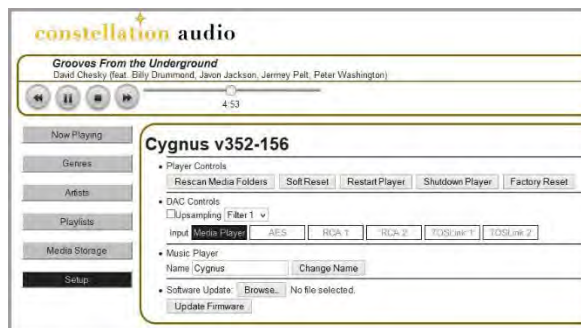 constellation audio
Grooves From the Underground
David Chesky (feat. Billy Drummond, Javon Jackson, Jermey Pelt, Peter Washington)
4:53
Now Playing
Genres
Artists
Playlists
Media Storage
Setup
Cygnus v352-156
• Player Controls
Rescan Media Folders Soft Reset Restart Player Shutdown Player Factory Reset
• DAC Controls
Upsampling Filter 1
Input Media Player AES RCA 1 RCA 2 TOSLink 1 TOSLink 2
• Music Player
Name Cygnus Change Name
• Software Update: Browse.. No file selected.
Update Firmware